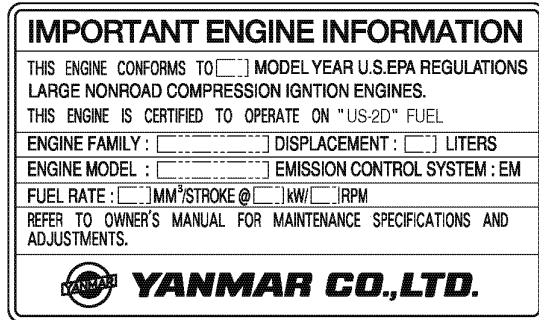 IMPORTANT ENGINE INFORMATION
THIS ENGINE CONFORMS TO [ ] MODEL YEAR U.S.EPA REGULATIONS
LARGE NONROAD COMPRESSION IGNTION ENGINES.
THIS ENGINE IS CERTIFIED TO OPERATE ON "US-2D" FUEL
ENGINE FAMILY : [ ] DISPLACEMENT : [ ] LITERS
ENGINE MODEL : [ ] EMISSION CONTROL SYSTEM : EM
FUEL RATE : [ ] MM³/STROKE @ [ ] kW/ [ ] RPM
REFER TO OWNER'S MANUAL FOR MAINTENANCE SPECIFICATIONS AND
ADJUSTMENTS.
YANMAR YANMAR CO.,LTD.